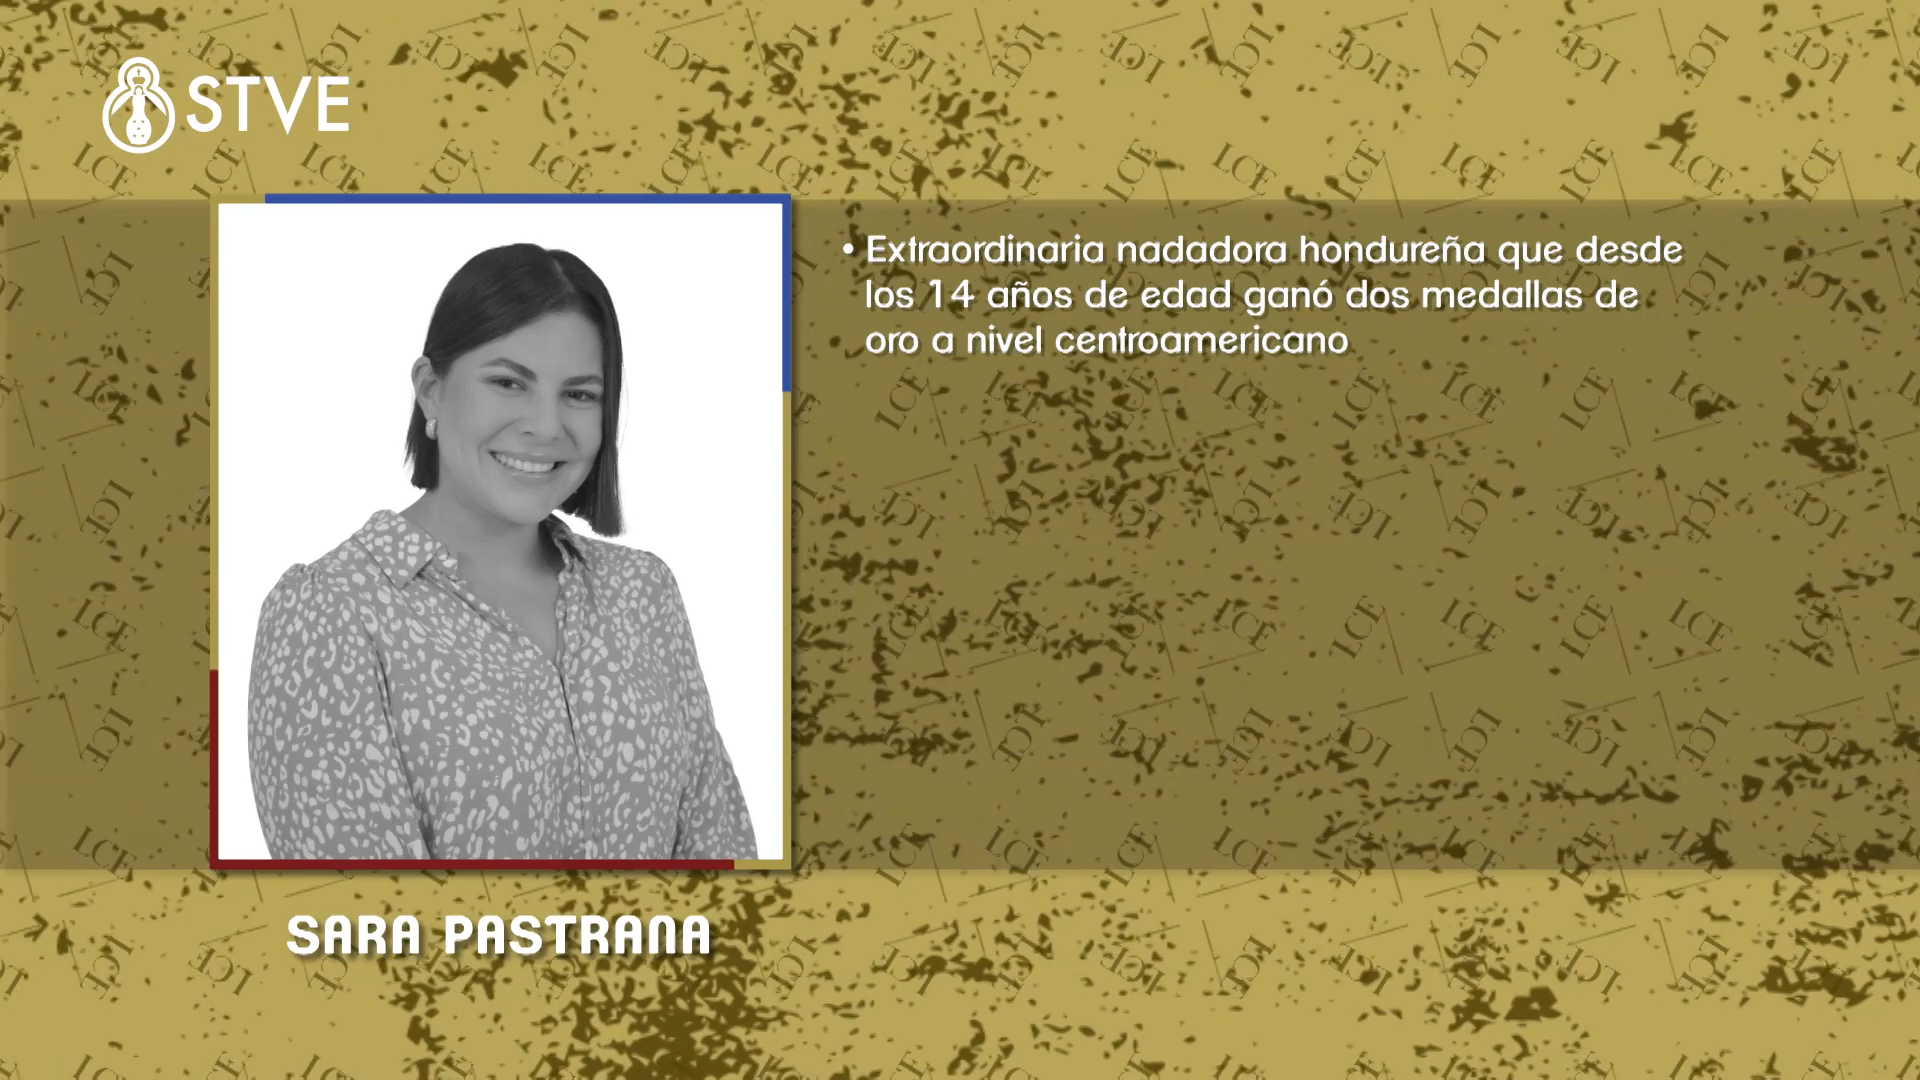 STVE
• Extraordinaria nadadora hondureña que desde
los 14 años de edad ganó dos medallas de
oro a nivel centroamericano
SARA PASTRANA
LCE